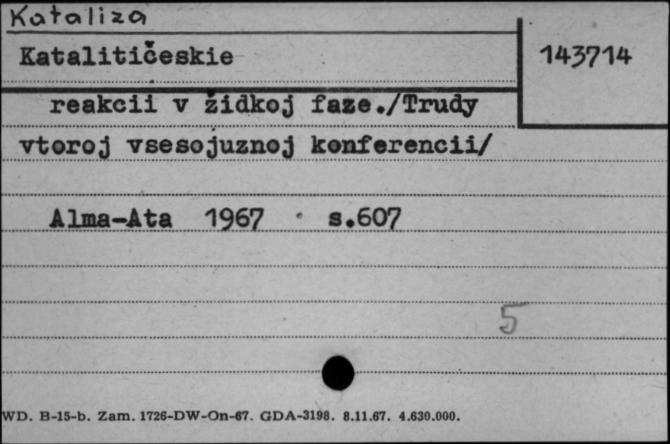 Kataliza
Katalitičeskie
143714
reakcii v židkoj faze./Trudy
vtoroj vsesojuznoj konferencii/
Alma-Ata 1967 s.607
5
WD. B-15-b. Zam. 1726-DW-On-67. GDA-3198. 8.11.67. 4.630.000.